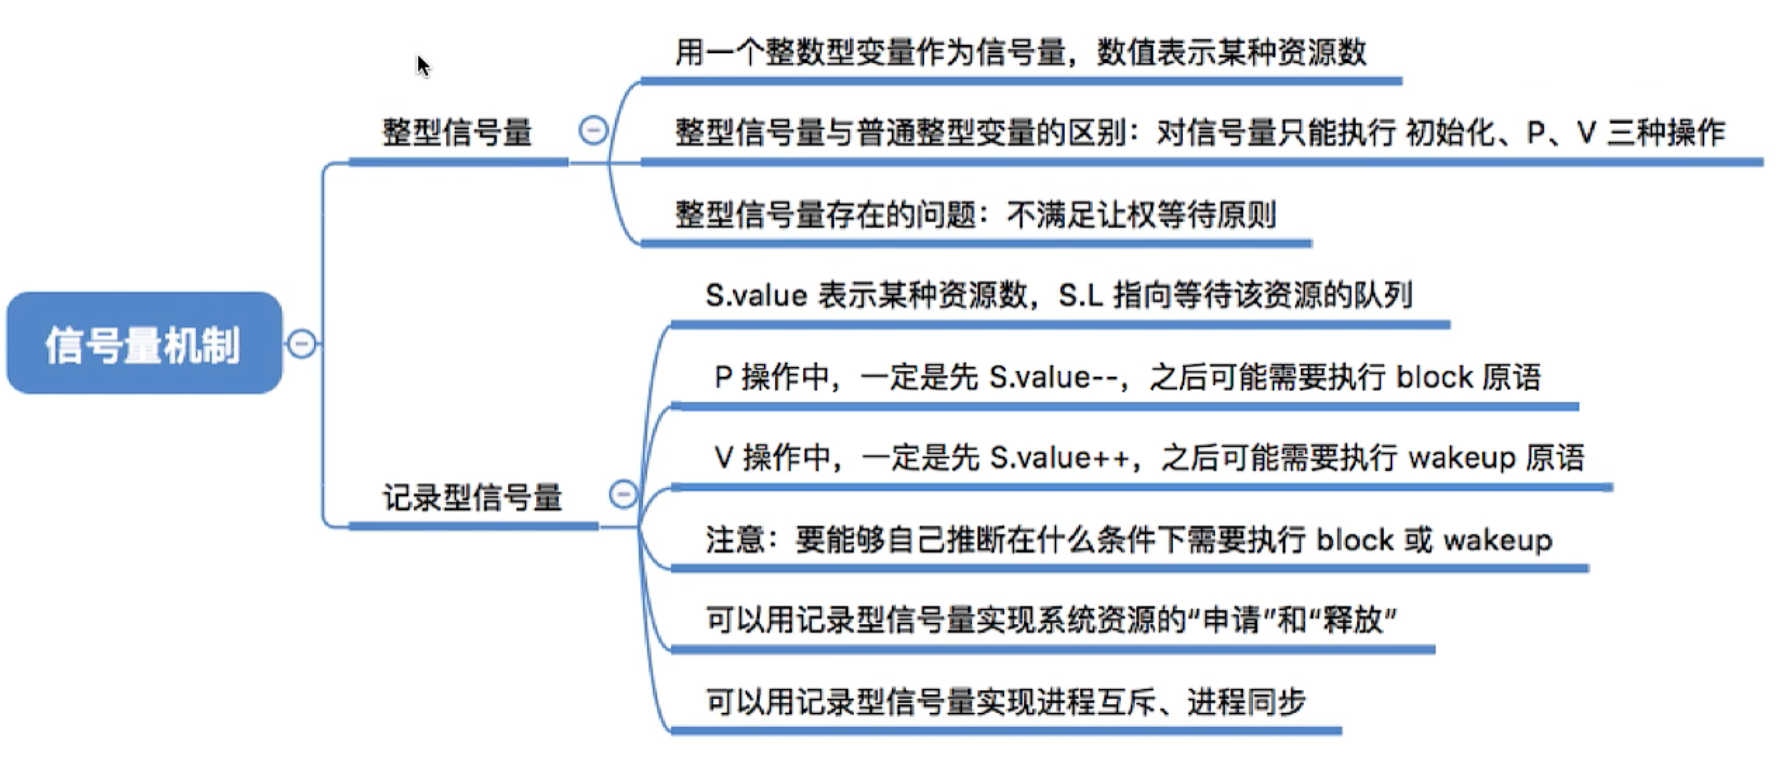 信号量机制
整型信号量
用一个整数型变量作为信号量，数值表示某种资源数
整型信号量与普通整型变量的区别：对信号量只能执行 初始化、P、V 三种操作
整型信号量存在的问题：不满足让权等待原则
记录型信号量
S.value 表示某种资源数，S.L 指向等待该资源的队列
P 操作中，一定是先 S.value--，之后可能需要执行 block 原语
V 操作中，一定是先 S.value++，之后可能需要执行 wakeup 原语
注意：要能够自己推断在什么条件下需要执行 block 或 wakeup
可以用记录型信号量实现系统资源的“申请”和“释放”
可以用记录型信号量实现进程互斥、进程同步